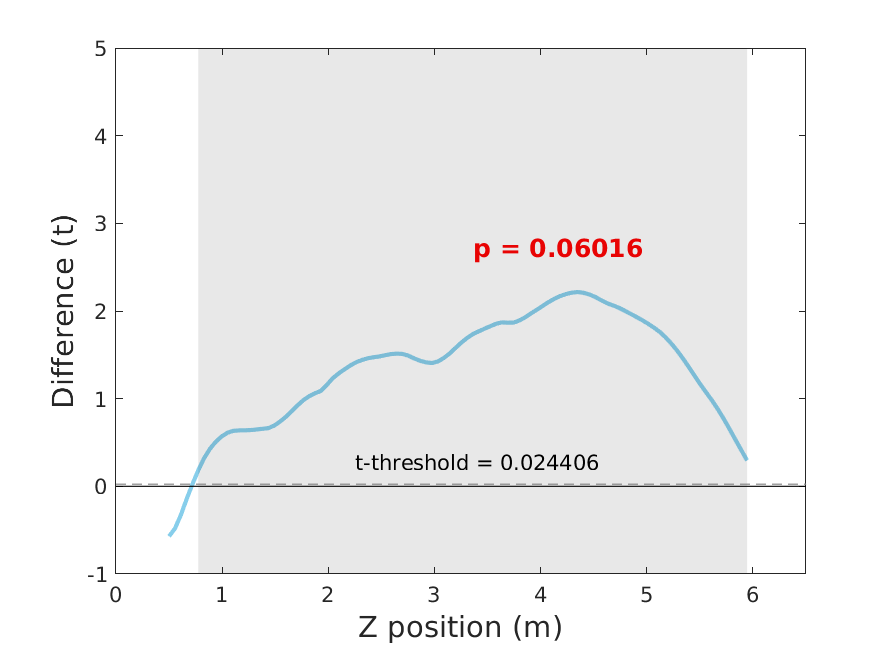 5
4
3
2
1
0
-1
Difference (t)
p = 0.06016
t-threshold = 0.024406
0 1 2 3 4 5 6
Z position (m)